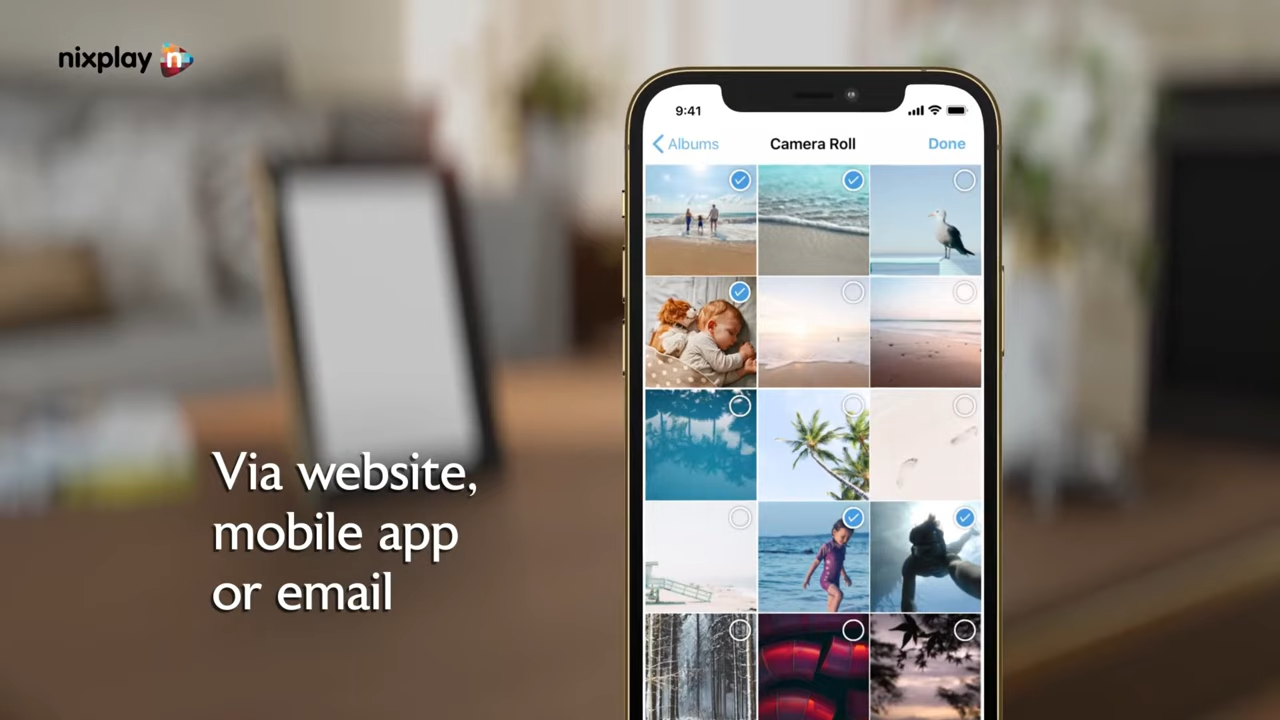 nixplay n
9:41
Albums Camera Roll Done
Via website,
mobile app
or email